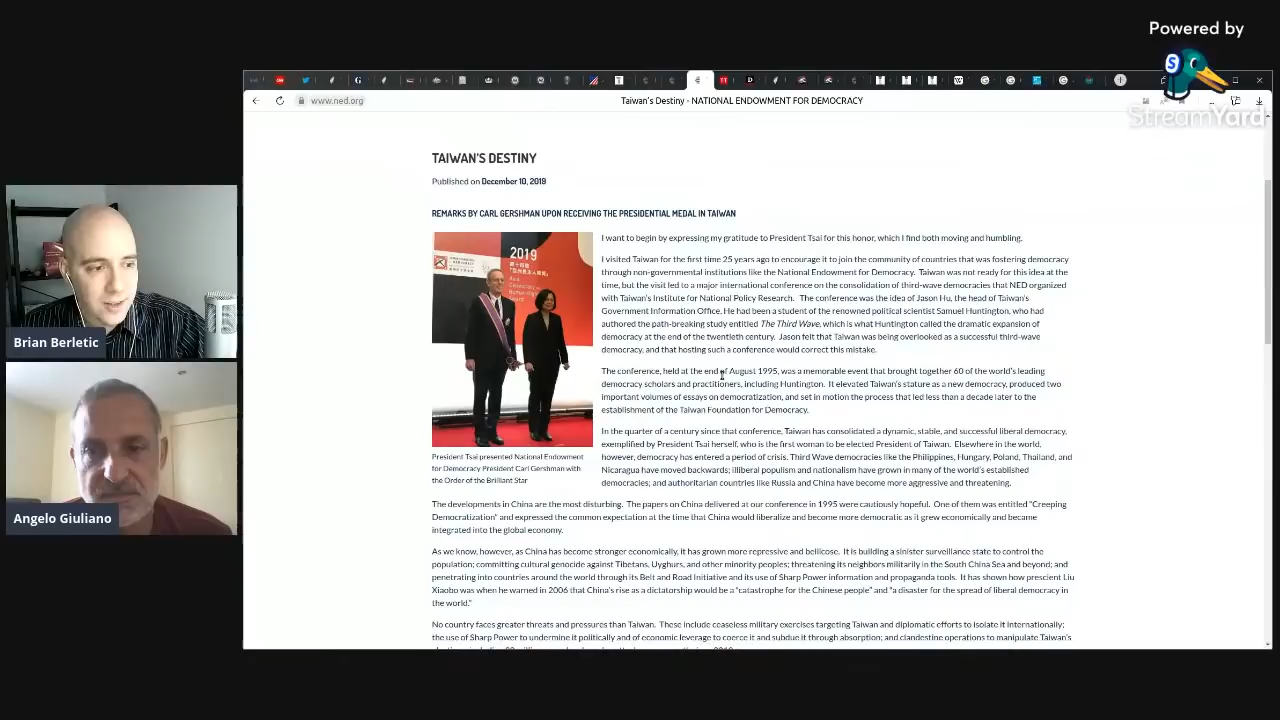 Powered by
S
StreamYard
www.ned.org
Taiwan's Destiny - NATIONAL ENDOWMENT FOR DEMOCRACY
TAIWAN'S DESTINY
Published on December 10, 2019
REMARKS BY CARL GERSHMAN UPON RECEIVING THE PRESIDENTIAL MEDAL IN TAIWAN
2019
President Tsai presented National Endowment
for Democracy President Carl Gershman with
the Order of the Brilliant Star
I want to begin by expressing my gratitude to President Tsai for this honor, which I find both moving and humbling.
I visited Taiwan for the first time 25 years ago to encourage it to join the community of countries that was fostering democracy
through non-governmental institutions like the National Endowment for Democracy. Taiwan was not ready for this idea at the
time, but the visit led to a major international conference on the consolidation of third-wave democracies that NED organized
with Taiwan's Institute for National Policy Research. The conference was the idea of Jason Hu, the head of Taiwan's
Government Information Office. He had been a student of the renowned political scientist Samuel Huntington, who had
authored the path-breaking study entitled The Third Wave, which is what Huntington called the dramatic expansion of
democracy at the end of the twentieth century. Jason felt that Taiwan was being overlooked as a successful third-wave
democracy, and that hosting such a conference would correct this mistake.
The conference, held at the end of August 1995, was a memorable event that brought together 60 of the world's leading
democracy scholars and practitioners, including Huntington. It elevated Taiwan's stature as a new democracy, produced two
important volumes of essays on democratization, and set in motion the process that led less than a decade later to the
establishment of the Taiwan Foundation for Democracy.
In the quarter of a century since that conference, Taiwan has consolidated a dynamic, stable, and successful liberal democracy,
exemplified by President Tsai herself, who is the first woman to be elected President of Taiwan. Elsewhere in the world,
however, democracy has entered a period of crisis. Third Wave democracies like the Philippines, Hungary, Poland, Thailand, and
Nicaragua have moved backwards; illiberal populism and nationalism have grown in many of the world's established
democracies; and authoritarian countries like Russia and China have become more aggressive and threatening.
The developments in China are the most disturbing. The papers on China delivered at our conference in 1995 were cautiously hopeful. One of them was entitled "Creeping
Democratization" and expressed the common expectation at the time that China would liberalize and become more democratic as it grew economically and became
integrated into the global economy.
As we know, however, as China has become stronger economically, it has grown more repressive and bellicose. It is building a sinister surveillance state to control the
population; committing cultural genocide against Tibetans, Uyghurs, and other minority peoples; threatening its neighbors militarily in the South China Sea and beyond; and
penetrating into countries around the world through its Belt and Road Initiative and its use of Sharp Power information and propaganda tools. It has shown how prescient Liu
Xiaobo was when he warned in 2006 that China's rise as a dictatorship would be a "catastrophe for the Chinese people" and "a disaster for the spread of liberal democracy in
the world."
No country faces greater threats and pressures than Taiwan. These include ceaseless military exercises targeting Taiwan and diplomatic efforts to isolate it internationally;
the use of Sharp Power to undermine it politically and of economic leverage to coerce it and subdue it through absorption; and clandestine operations to manipulate Taiwan's
Brian Berletic
Angelo Giuliano